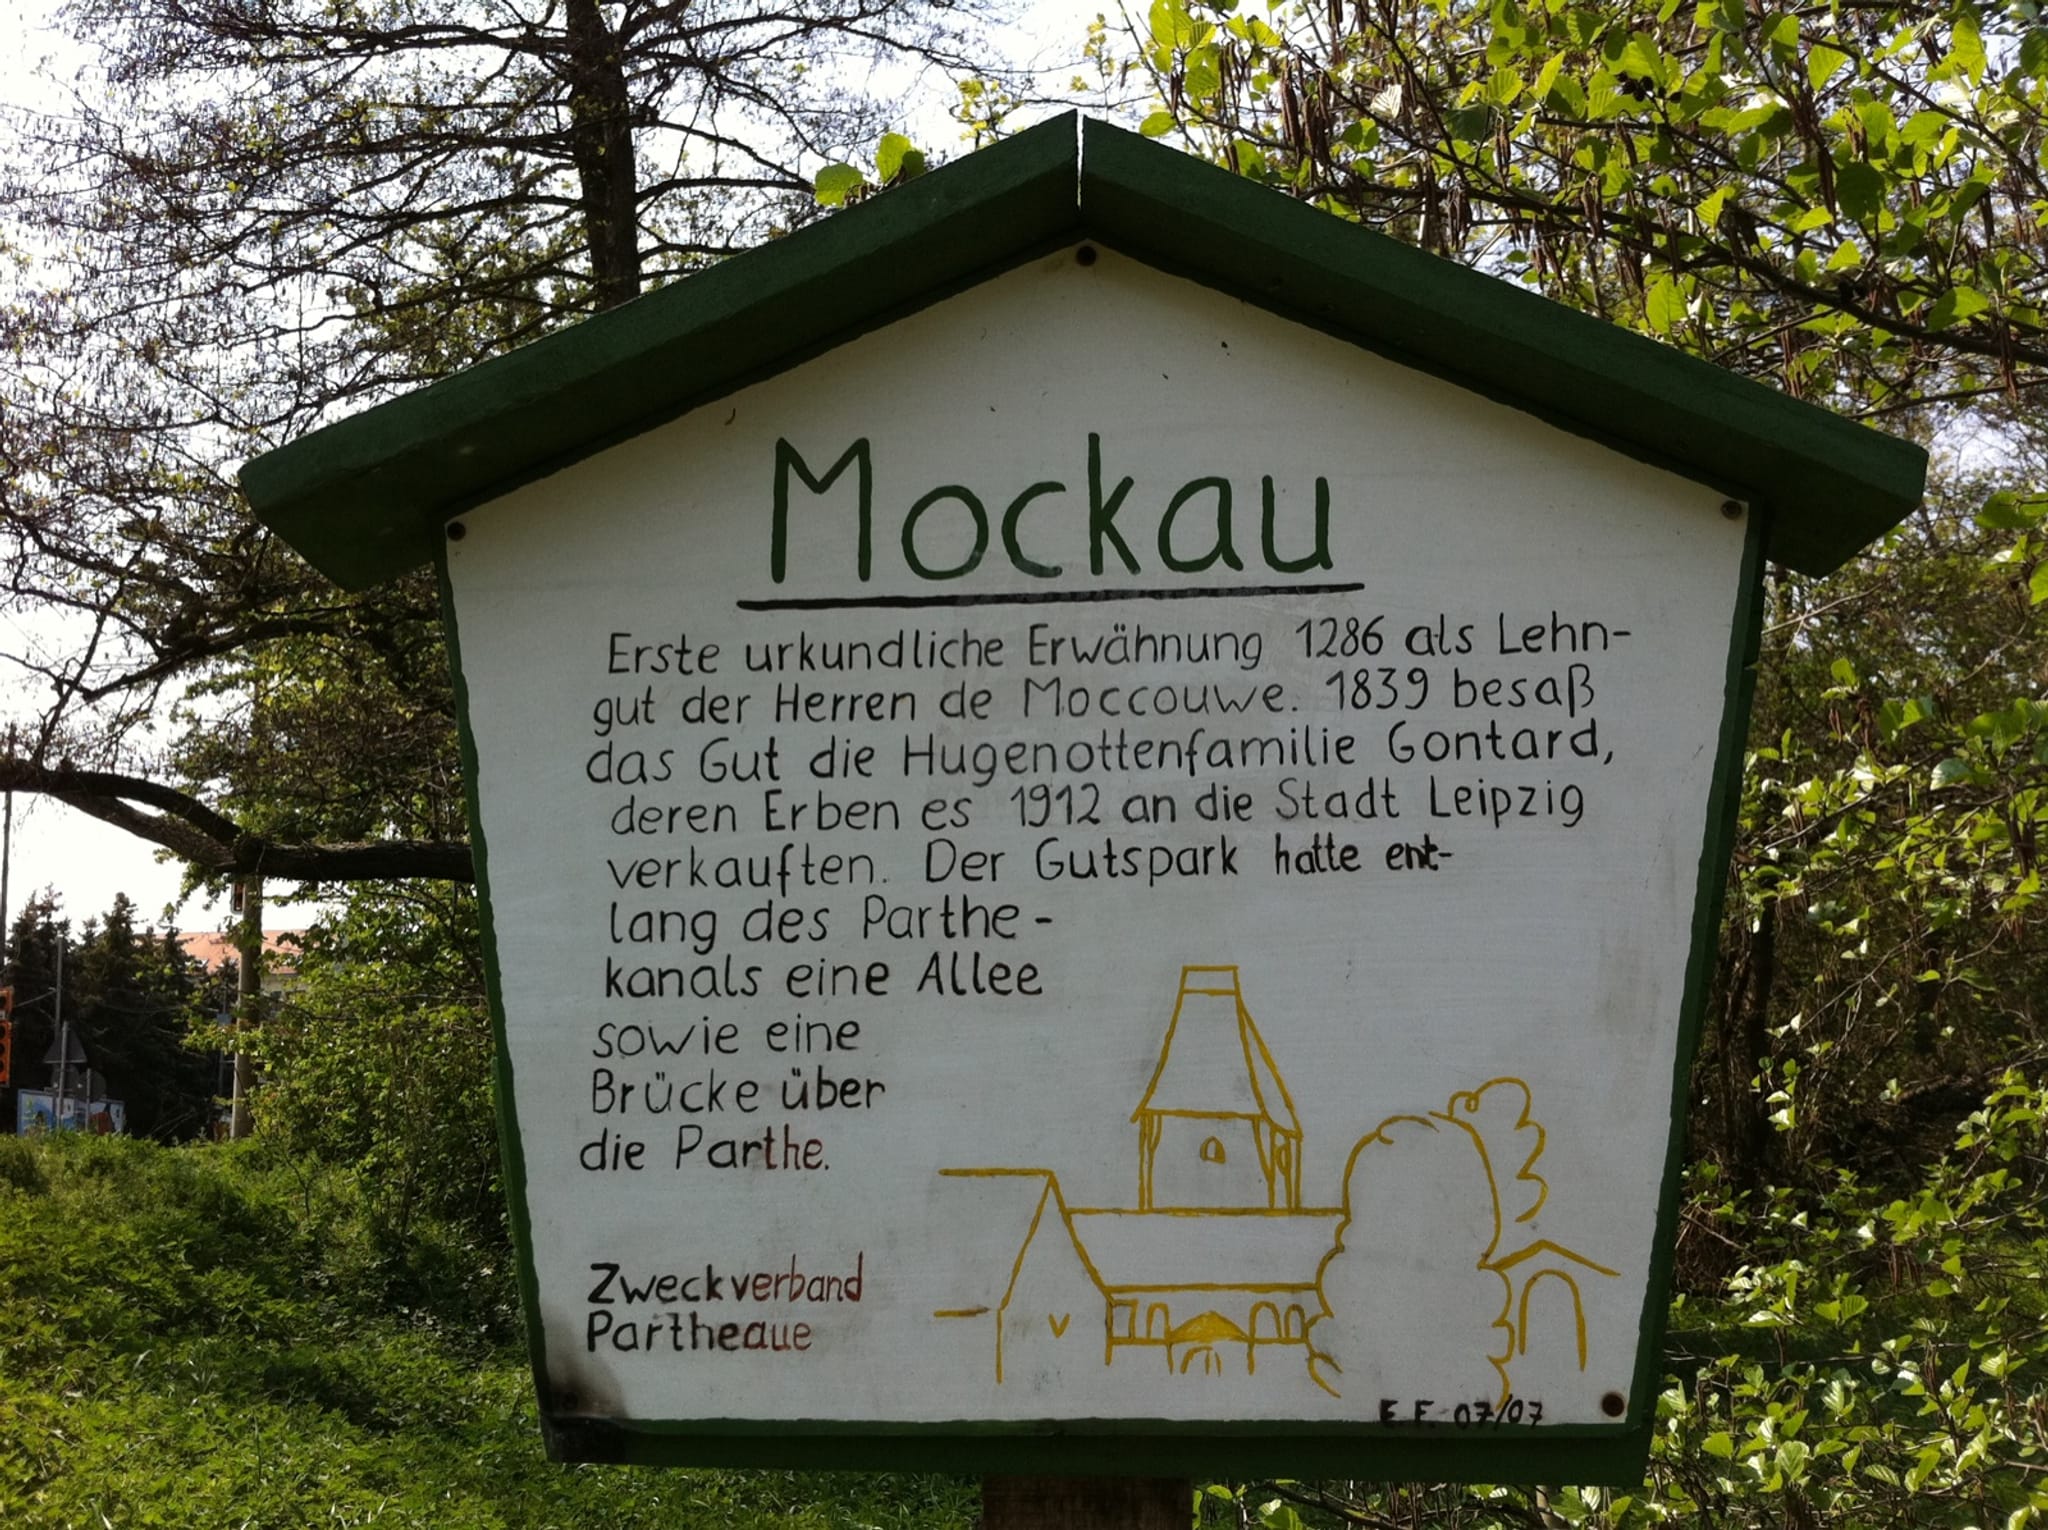 Mockau
Erste urkundliche Erwähnung 1286 als Lehn-
gut der Herren de Moccouwe. 1839 besaß
das Gut die Hugenottenfamilie Gontard,
deren Erben es 1912 an die Stadt Leipzig
verkauften. Der Gutspark hatte ent-
lang des Parthe-
kanals eine Allee
sowie eine
Brücke über
die Parthe.
Zweckverband
Partheaue
E. F. 07/07